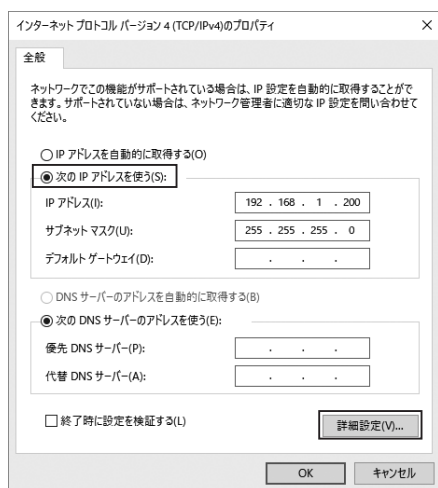 インターネット プロトコル バージョン 4 (TCP/IPv4)のプロパティ
全般
ネットワークでこの機能がサポートされている場合は、IP 設定を自動的に取得することがで
きます。サポートされていない場合は、ネットワーク管理者に適切な IP 設定を問い合わせて
ください。
IP アドレスを自動的に取得する(O)
次の IP アドレスを使う(S):
IP アドレス(I): 192 . 168 . 1 . 200
サブネット マスク(U): 255 . 255 . 255 . 0
デフォルト ゲートウェイ(D): . . .
DNS サーバーのアドレスを自動的に取得する(B)
次の DNS サーバーのアドレスを使う(E):
優先 DNS サーバー(P): . . .
代替 DNS サーバー(A): . . .
終了時に設定を検証する(L)
詳細設定(V)...
OK キャンセル